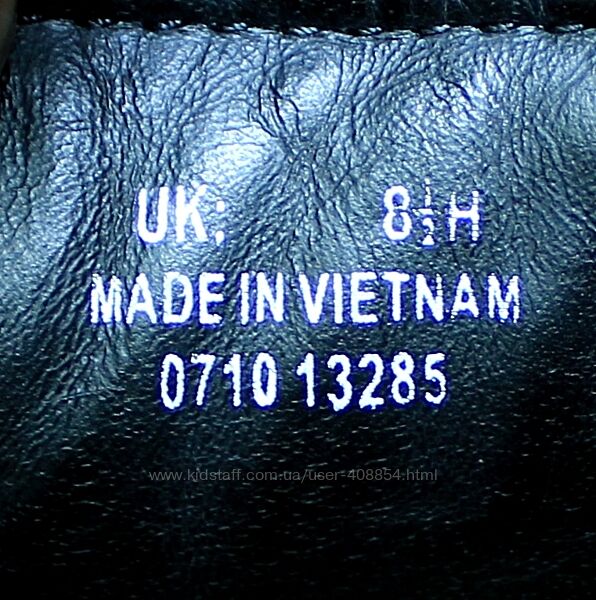 UK: 8½H
MADE IN VIETNAM
0710 13285
www.kidstaff.com.ua/user-408854.html